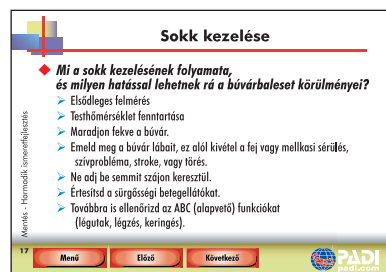 Sokk kezelése
Mi a sokk kezelésének folyamata,
és milyen hatással lehetnek rá a búvárbaleset körülményei?
Elsődleges felmérés
Testhőmérséklet fenntartása
Maradjon fekve a búvár.
Emeld meg a búvár lábait, ez alól kivétel a fej vagy mellkasi sérülés,
szívprobléma, stroke, vagy törés.
Ne adj be semmit szájon keresztül.
Értesítsd a sürgősségi betegellátókat.
Továbbra is ellenőrizd az ABC (alapvető) funkciókat
(légutak, légzés, keringés).
Mentés - Harmodik ismeretfejlesztés
17
Menü
Előző
Következő
PADI
padi.com